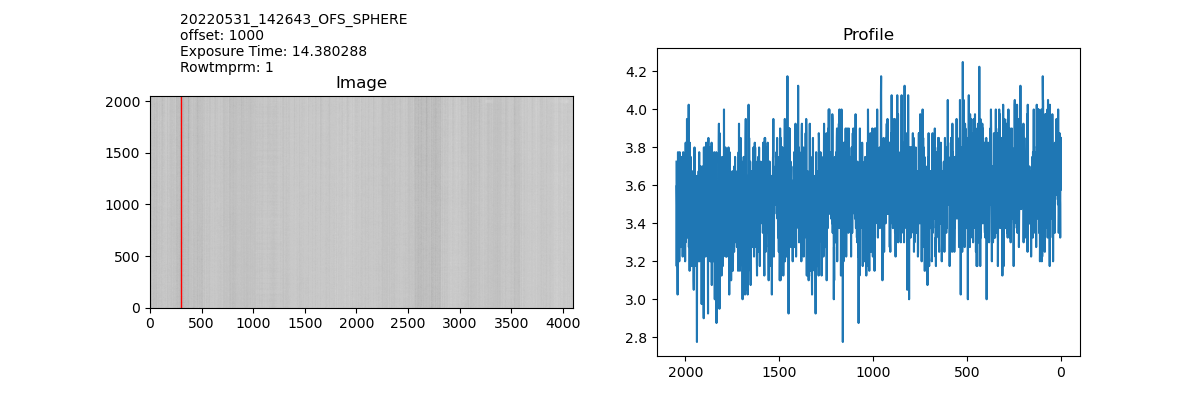 20220531_142643_OFS_SPHERE
offset: 1000
Exposure Time: 14.380288
Rowtmprm: 1
Image
2000
1500
1000
500
0
0 500 1000 1500 2000 2500 3000 3500 4000
Profile
4.2
4.0
3.8
3.6
3.4
3.2
3.0
2.8
2000 1500 1000 500 0